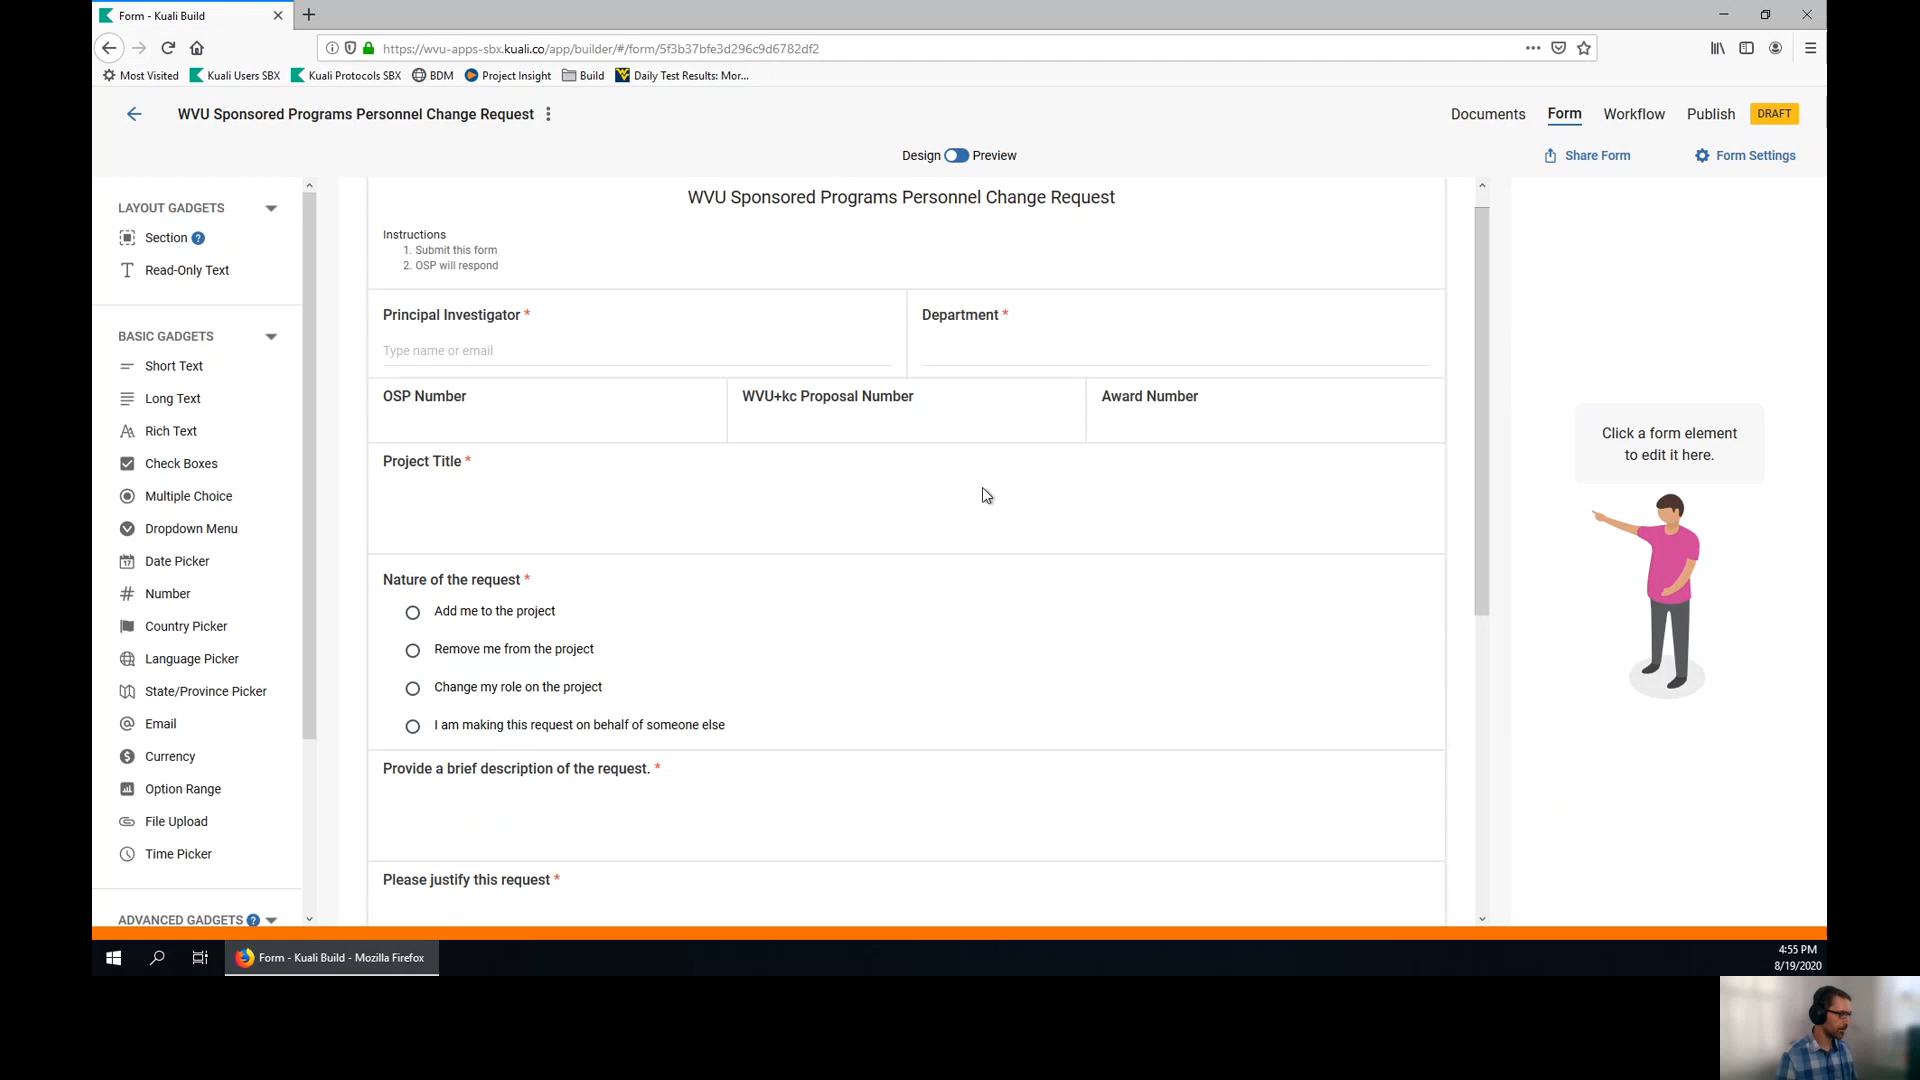 Form - Kuali Build
https://wvu-apps-sbx.kuali.co/app/builder/#/form/5f3b37bfe3d296c9d6782df2
Most Visited Kuali Users SBX Kuali Protocols SBX BDM Project Insight Build Daily Test Results: Mor...
WVU Sponsored Programs Personnel Change Request
Documents Form Workflow Publish DRAFT
Design Preview
Share Form Form Settings
LAYOUT GADGETS
Section ?
Read-Only Text
BASIC GADGETS
Short Text
Long Text
Rich Text
Check Boxes
Multiple Choice
Dropdown Menu
Date Picker
Number
Country Picker
Language Picker
State/Province Picker
Email
Currency
Option Range
File Upload
Time Picker
ADVANCED GADGETS ?
WVU Sponsored Programs Personnel Change Request
Instructions
1. Submit this form
2. OSP will respond
Principal Investigator * Department *
Type name or email
OSP Number WVU+kc Proposal Number Award Number
Project Title *
Nature of the request *
Add me to the project
Remove me from the project
Change my role on the project
I am making this request on behalf of someone else
Provide a brief description of the request. *
Please justify this request *
Click a form element
to edit it here.
Form - Kuali Build - Mozilla Firefox
4:55 PM
8/19/2020